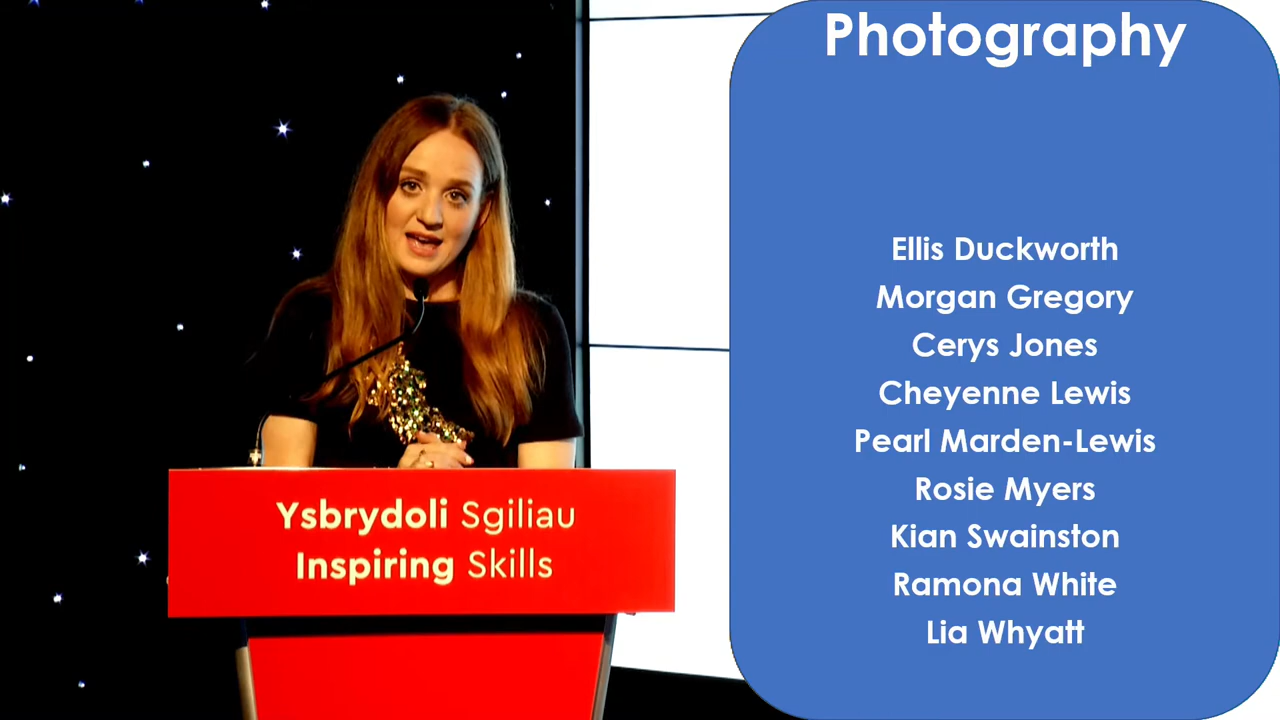 Photography
Ellis Duckworth
Morgan Gregory
Cerys Jones
Cheyenne Lewis
Pearl Marden-Lewis
Rosie Myers
Kian Swainston
Ramona White
Lia Whyatt
Ysbrydoli Sgiliau
Inspiring Skills